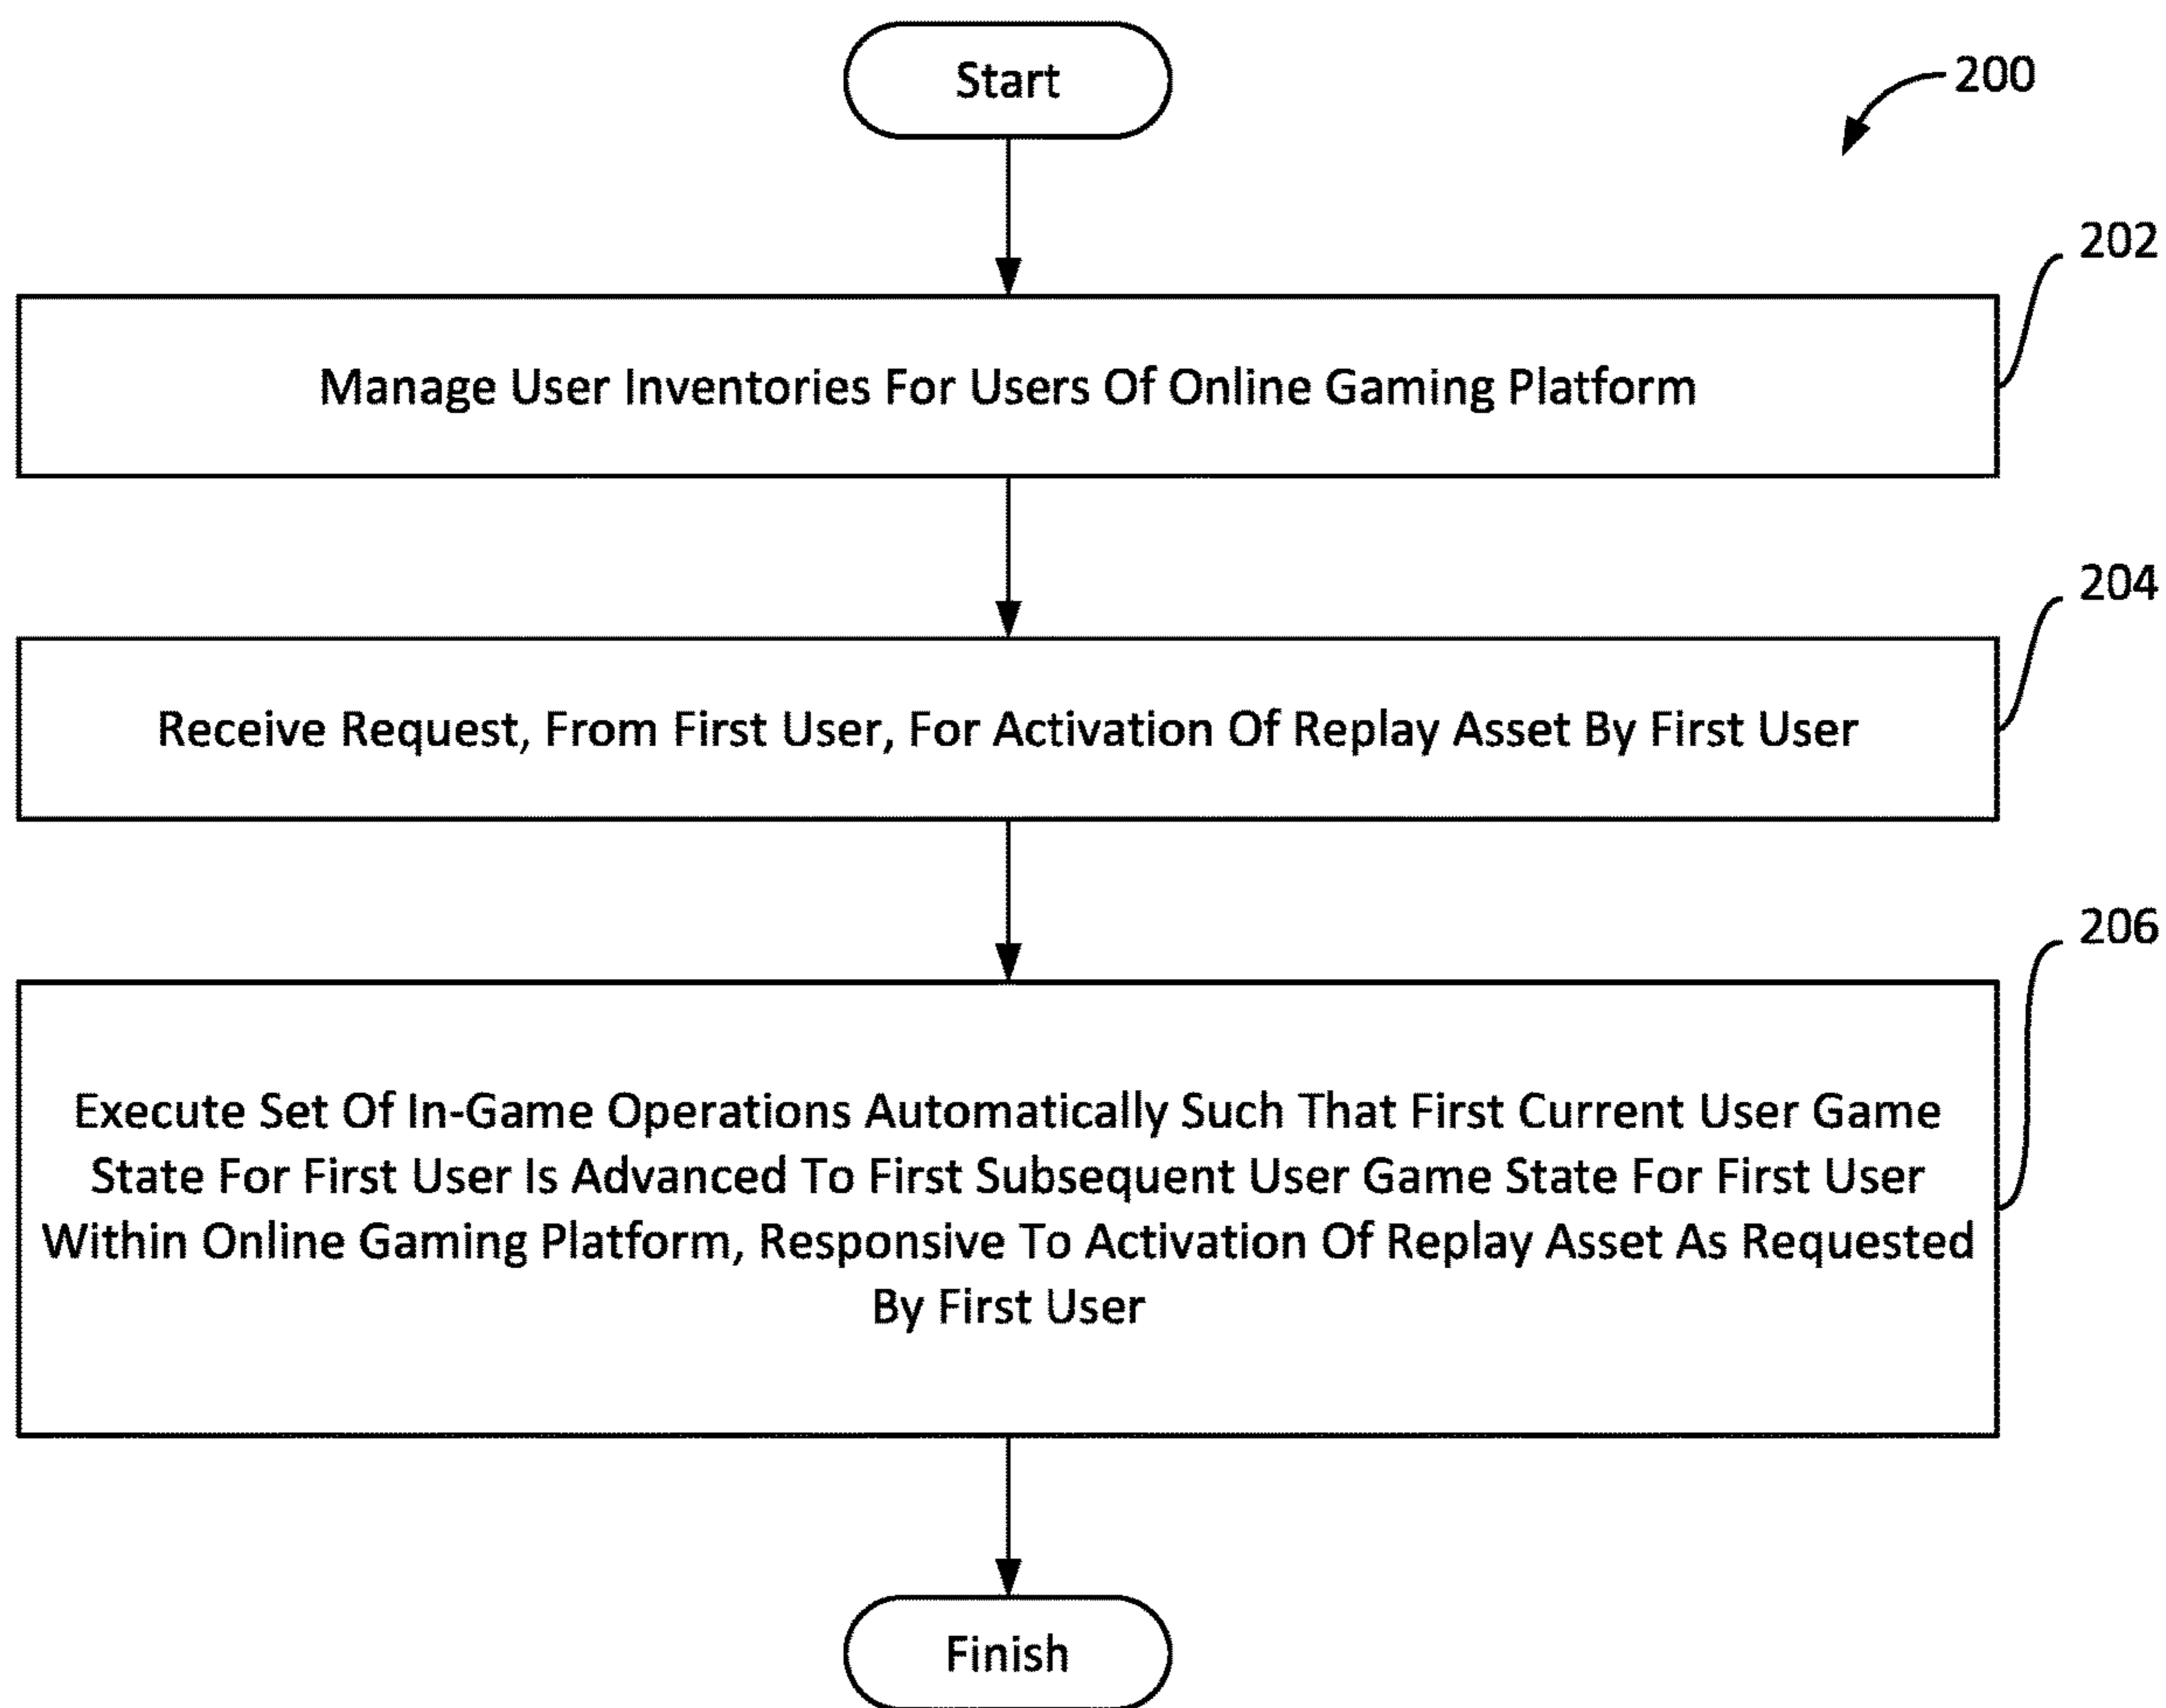 Start
200
202
Manage User Inventories For Users Of Online Gaming Platform
204
Receive Request, From First User, For Activation Of Replay Asset By First User
206
Execute Set Of In-Game Operations Automatically Such That First Current User Game
State For First User Is Advanced To First Subsequent User Game State For First User
Within Online Gaming Platform, Responsive To Activation Of Replay Asset As Requested
By First User
Finish